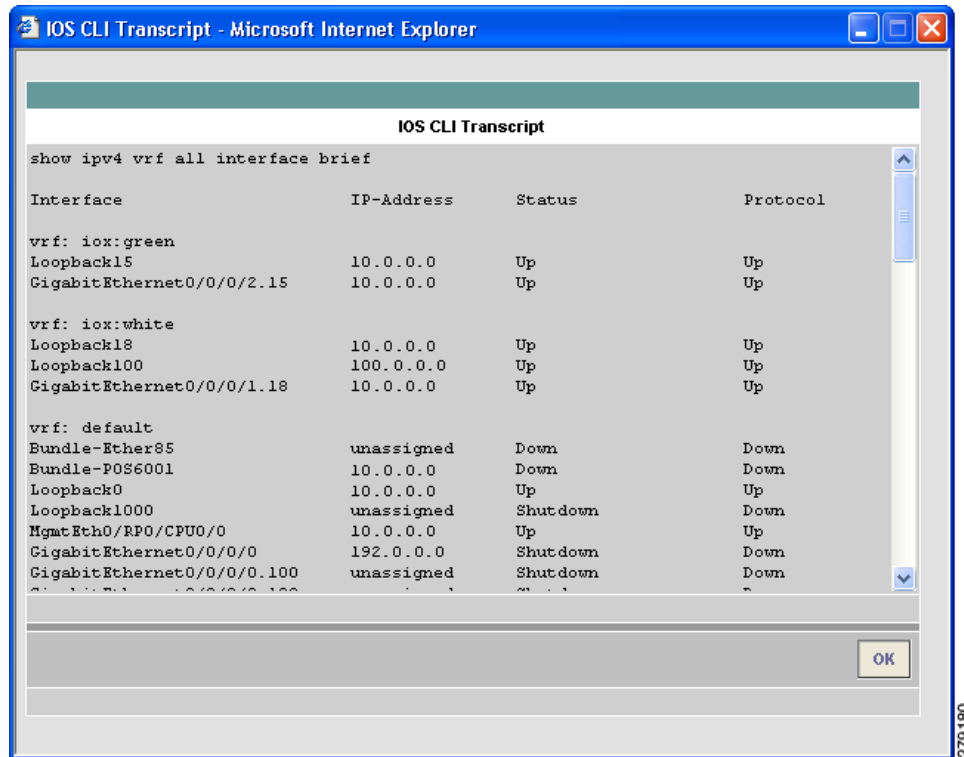 IOS CLI Transcript - Microsoft Internet Explorer
IOS CLI Transcript
show ipv4 vrf all interface brief
Interface IP-Address Status Protocol
vrf: iox:green
Loopback15 10.0.0.0 Up Up
GigabitEthernet0/0/0/2.15 10.0.0.0 Up Up
vrf: iox:white
Loopback18 10.0.0.0 Up Up
Loopback100 100.0.0.0 Up Up
GigabitEthernet0/0/0/1.18 10.0.0.0 Up Up
vrf: default
Bundle-Ether85 unassigned Down Down
Bundle-POS6001 10.0.0.0 Down Down
Loopback0 10.0.0.0 Up Up
Loopback1000 unassigned Shutdown Down
MgmtEth0/RP0/CPU0/0 10.0.0.0 Up Up
GigabitEthernet0/0/0/0 192.0.0.0 Shutdown Down
GigabitEthernet0/0/0/0.100 unassigned Shutdown Down
OK
279180